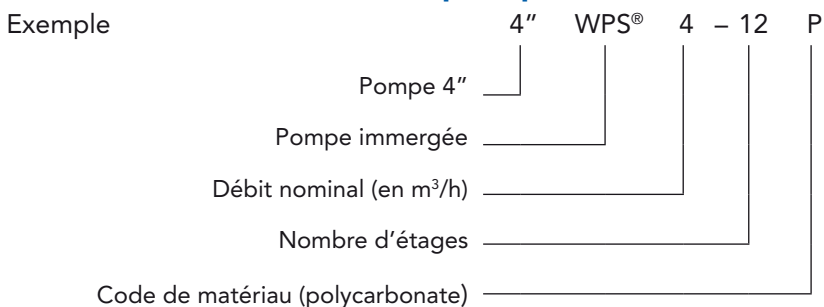 Exemple 4″ WPS® 4 – 12 P
Pompe 4″
Pompe immergée
Débit nominal (en m³/h)
Nombre d’étages
Code de matériau (polycarbonate)